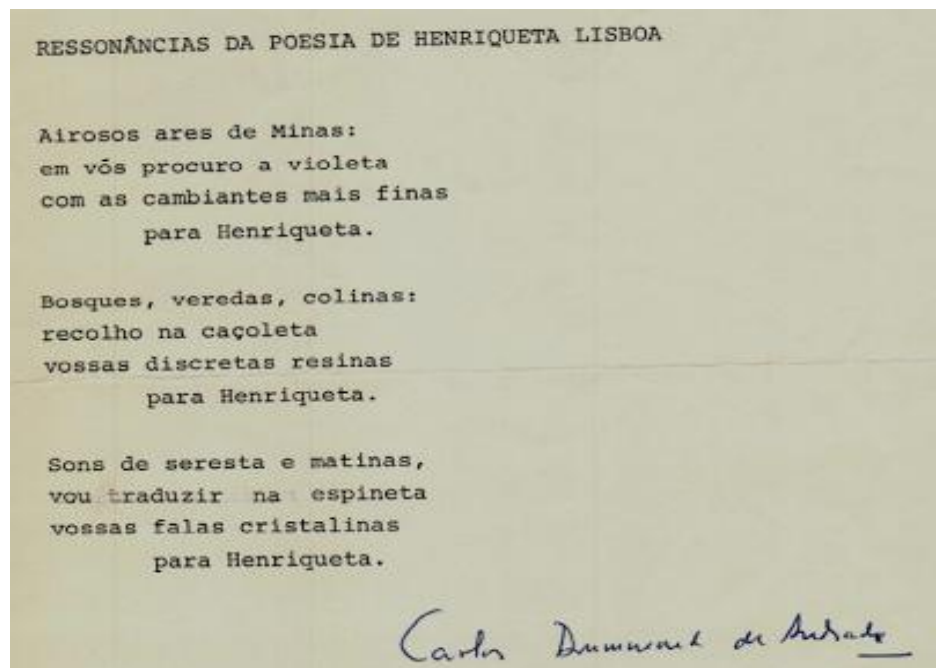 RESSONÂNCIAS DA POESIA DE HENRIQUETA LISBOA
Airosos ares de Minas:
em vós procuro a violeta
com as cambiantes mais finas
para Henriqueta.
Bosques, veredas, colinas:
recolho na caçoleta
vossas discretas resinas
para Henriqueta.
Sons de seresta e matinas,
vou traduzir na espineta
vossas falas cristalinas
para Henriqueta.
Carlos Drummond de Andrade